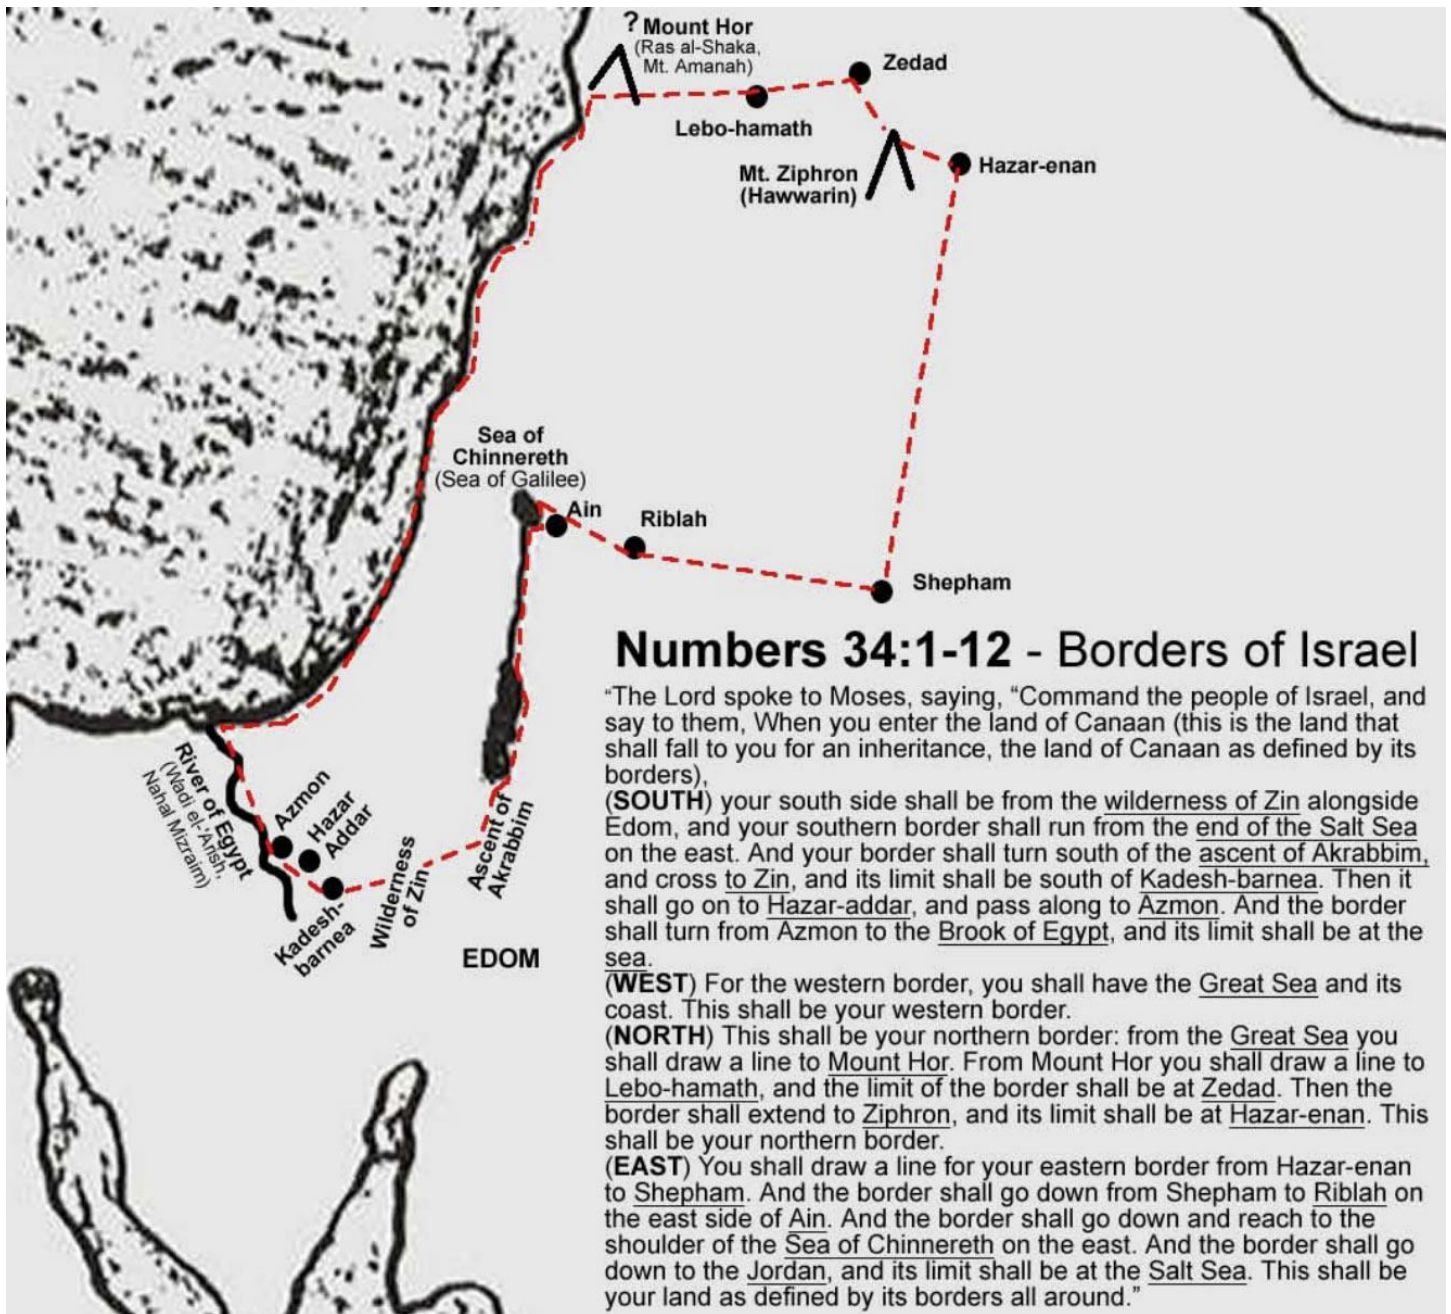 ? Mount Hor
(Ras al-Shaka,
Mt. Amanah)
Zedad
Lebo-hamath
Mt. Ziphron
(Hawwarin)
Hazar-enan
Sea of
Chinnereth
(Sea of Galilee)
Ain
Riblah
Shepham
River of Egypt
(Wadi el-'Arish,
Nahal Mizraim)
Azmon
Hazar
Addar
Kadesh-
barnea
Wilderness
of Zin
Ascent of
Akrabbim
EDOM
Numbers 34:1-12 - Borders of Israel
“The Lord spoke to Moses, saying, “Command the people of Israel, and
say to them, When you enter the land of Canaan (this is the land that
shall fall to you for an inheritance, the land of Canaan as defined by its
borders),
(SOUTH) your south side shall be from the wilderness of Zin alongside
Edom, and your southern border shall run from the end of the Salt Sea
on the east. And your border shall turn south of the ascent of Akrabbim,
and cross to Zin, and its limit shall be south of Kadesh-barnea. Then it
shall go on to Hazar-addar, and pass along to Azmon. And the border
shall turn from Azmon to the Brook of Egypt, and its limit shall be at the
sea.
(WEST) For the western border, you shall have the Great Sea and its
coast. This shall be your western border.
(NORTH) This shall be your northern border: from the Great Sea you
shall draw a line to Mount Hor. From Mount Hor you shall draw a line to
Lebo-hamath, and the limit of the border shall be at Zedad. Then the
border shall extend to Ziphron, and its limit shall be at Hazar-enan. This
shall be your northern border.
(EAST) You shall draw a line for your eastern border from Hazar-enan
to Shepham. And the border shall go down from Shepham to Riblah on
the east side of Ain. And the border shall go down and reach to the
shoulder of the Sea of Chinnereth on the east. And the border shall go
down to the Jordan, and its limit shall be at the Salt Sea. This shall be
your land as defined by its borders all around.”